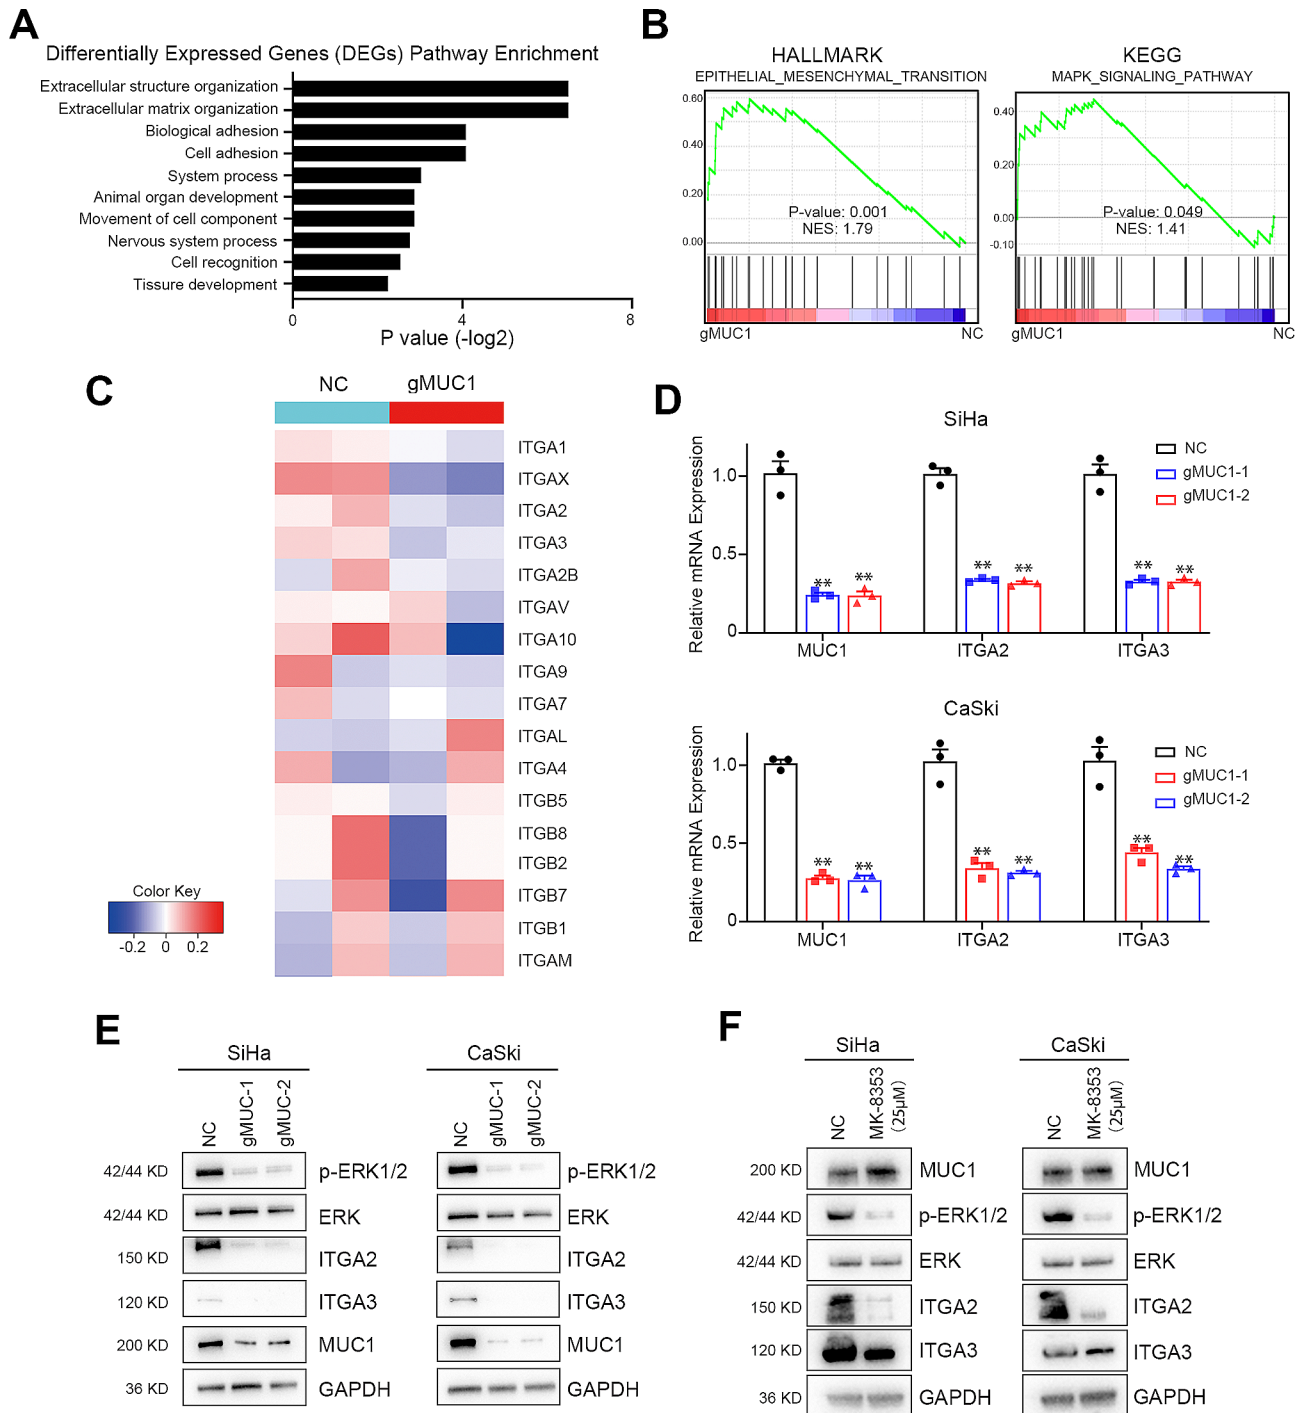 A
Differentially Expressed Genes (DEGs) Pathway Enrichment
Extracellular structure organization
Extracellular matrix organization
Biological adhesion
Cell adhesion
System process
Animal organ development
Movement of cell component
Nervous system process
Cell recognition
Tissure development
0 4 8
P value (-log2)
B
HALLMARK
EPITHELIAL_MESENCHYMAL_TRANSITION
0.60
0.40
0.20
0.00
P-value: 0.001
NES: 1.79
gMUC1 NC
KEGG
MAPK_SIGNALING_PATHWAY
0.40
0.20
0.00
-0.10
P-value: 0.049
NES: 1.41
gMUC1 NC
C
NC gMUC1
ITGA1
ITGAX
ITGA2
ITGA3
ITGA2B
ITGAV
ITGA10
ITGA9
ITGA7
ITGAL
ITGA4
ITGB5
ITGB8
ITGB2
ITGB7
ITGB1
ITGAM
Color Key
-0.2 0 0.2
D
SiHa
Relative mRNA Expression
1.0
0.5
0
** ** ** ** ** **
MUC1 ITGA2 ITGA3
NC
gMUC1-1
gMUC1-2
CaSki
Relative mRNA Expression
1.0
0.5
0
** ** ** ** ** **
MUC1 ITGA2 ITGA3
NC
gMUC1-1
gMUC1-2
E
SiHa
NC gMUC-1 gMUC-2
42/44 KD p-ERK1/2
42/44 KD ERK
150 KD ITGA2
120 KD ITGA3
200 KD MUC1
36 KD GAPDH
CaSki
NC gMUC-1 gMUC-2
p-ERK1/2
ERK
ITGA2
ITGA3
MUC1
GAPDH
F
SiHa
NC MK-8353 (25μM)
200 KD MUC1
42/44 KD p-ERK1/2
42/44 KD ERK
150 KD ITGA2
120 KD ITGA3
36 KD GAPDH
CaSki
NC MK-8353 (25μM)
MUC1
p-ERK1/2
ERK
ITGA2
ITGA3
GAPDH